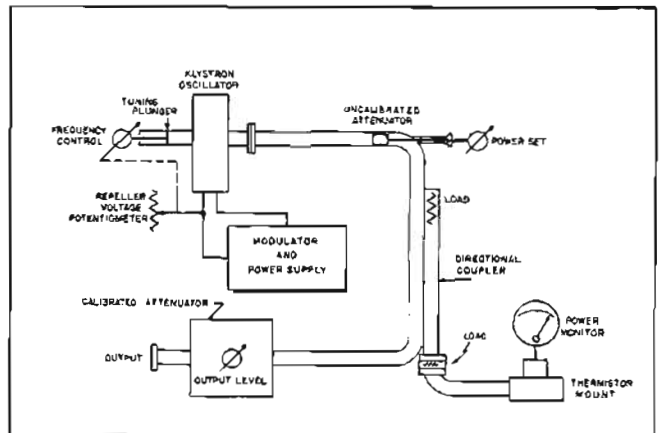 KLYSTRON
OSCILLATOR
TUNING
PLUNGER
UNCALIBRATED
ATTENUATOR
FREQUENCY
CONTROL
POWER SET
REPELLER
VOLTAGE
POTENTIOMETER
LOAD
MODULATOR
AND
POWER SUPPLY
DIRECTIONAL
COUPLER
CALIBRATED ATTENUATOR
POWER
MONITOR
LOAD
OUTPUT
OUTPUT LEVEL
THERMISTOR
MOUNT